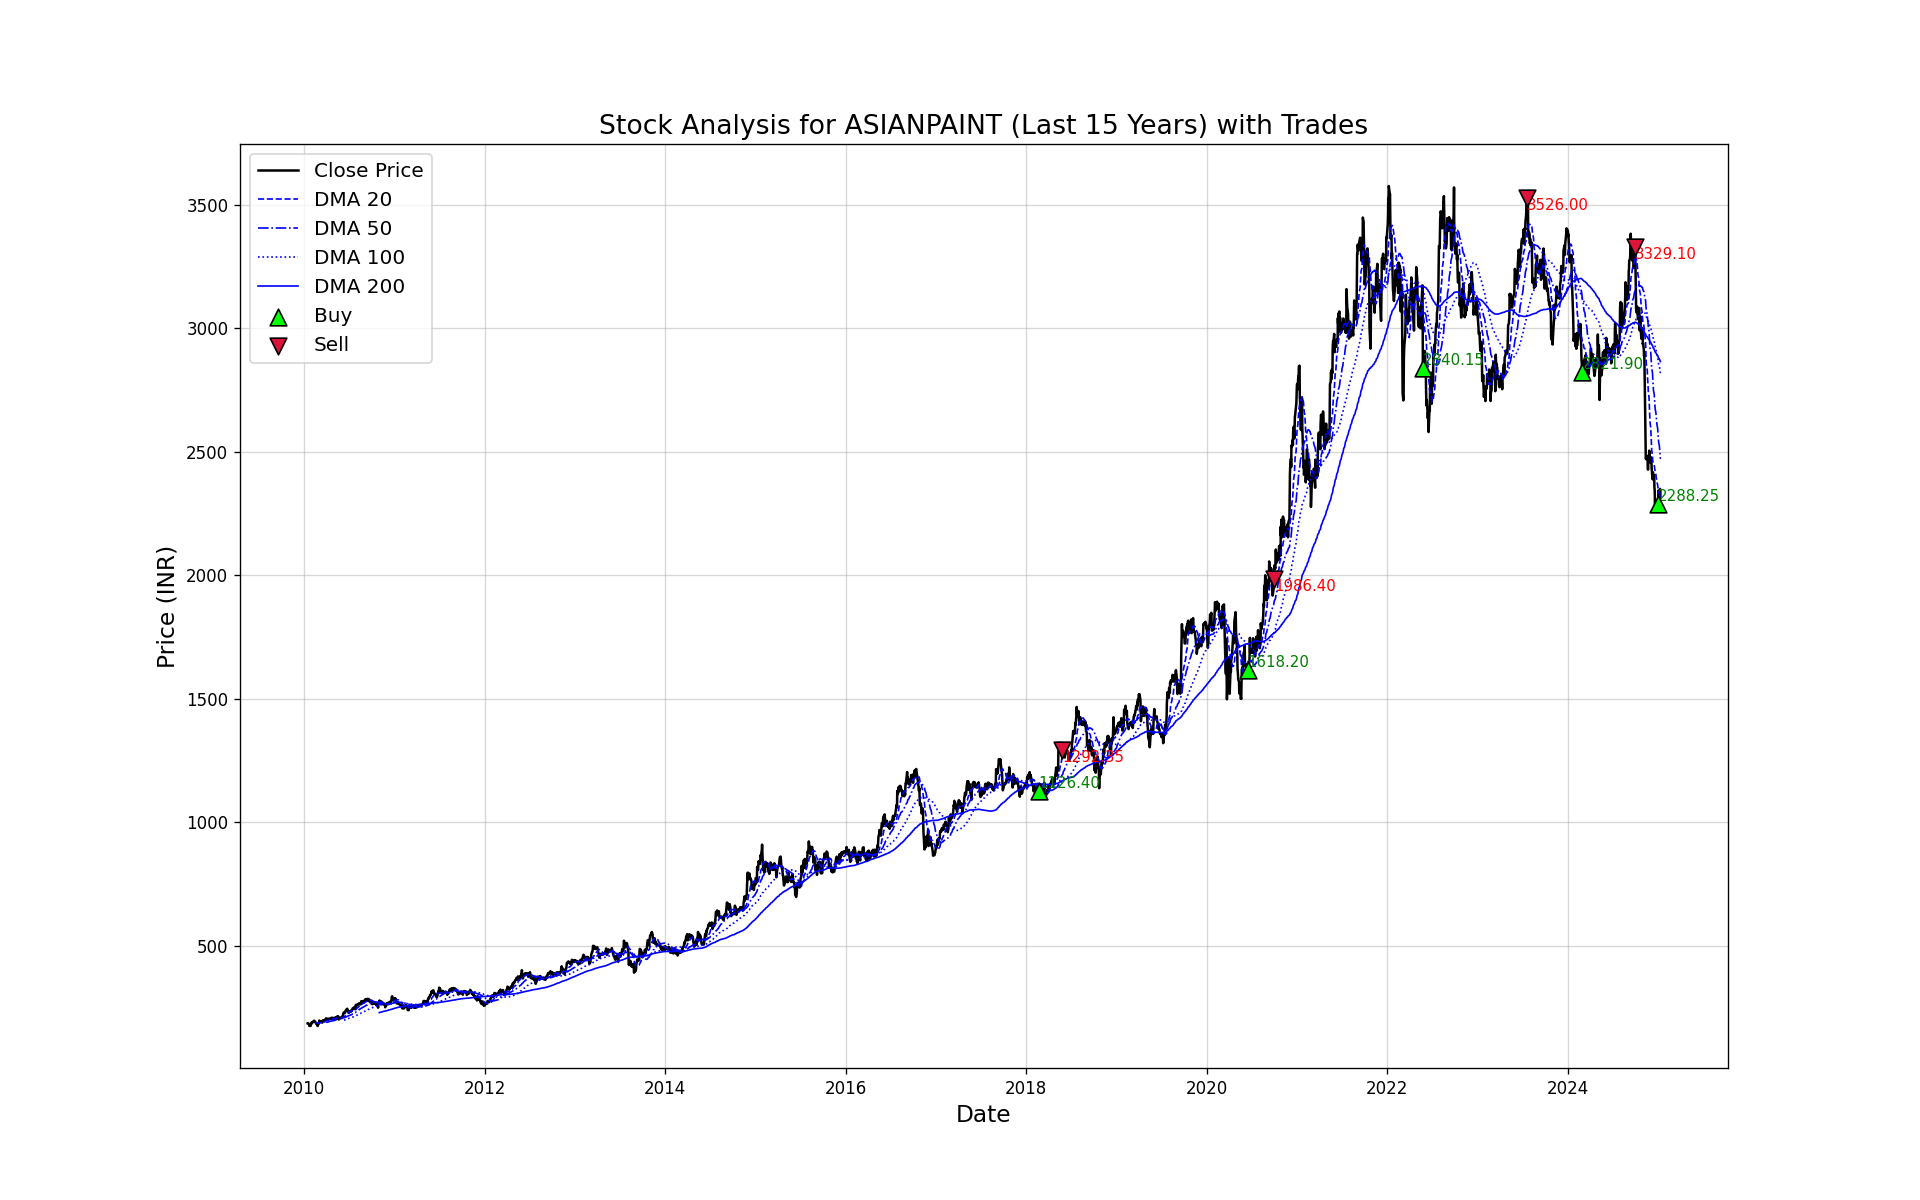 Stock Analysis for ASIANPAINT (Last 15 Years) with Trades
Close Price
DMA 20
DMA 50
DMA 100
DMA 200
Buy
Sell
Price (INR)
3500
3000
2500
2000
1500
1000
500
3526.00
3329.10
2840.15
2821.90
2288.25
1986.40
1618.20
1126.40
2010
2012
2014
2016
2018
2020
2022
2024
Date